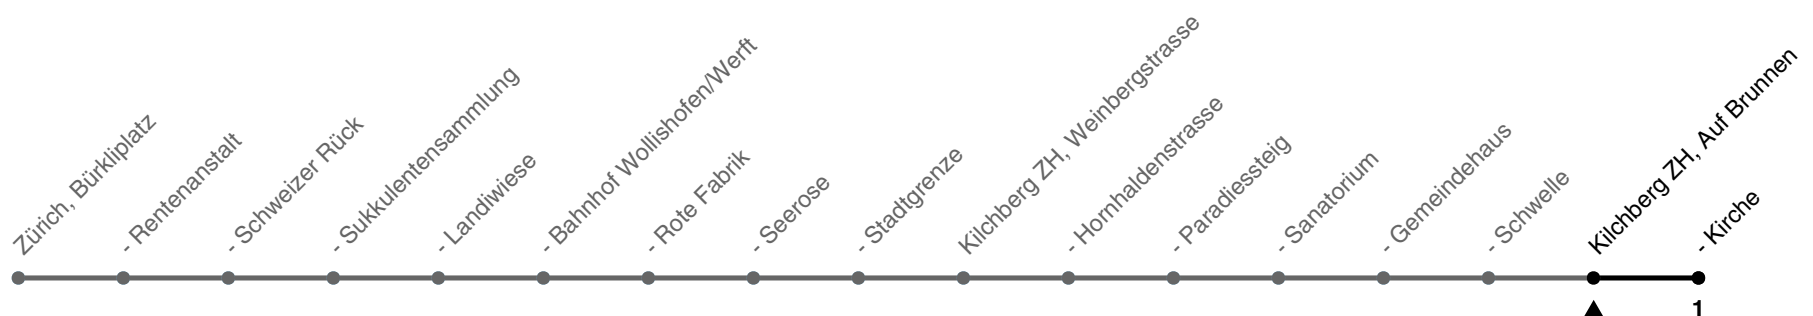 Zürich, Bürkliplatz
- Rentenanstalt
- Schweizer Rück
- Sukkulentensammlung
- Landiwiese
- Bahnhof Wollishofen/Werft
- Rote Fabrik
- Seerose
- Stadtgrenze
Kilchberg ZH, Weinbergstrasse
- Hornhaldenstrasse
- Paradiessteig
- Sanatorium
- Gemeindehaus
- Schwelle
Kilchberg ZH, Auf Brunnen
- Kirche
1